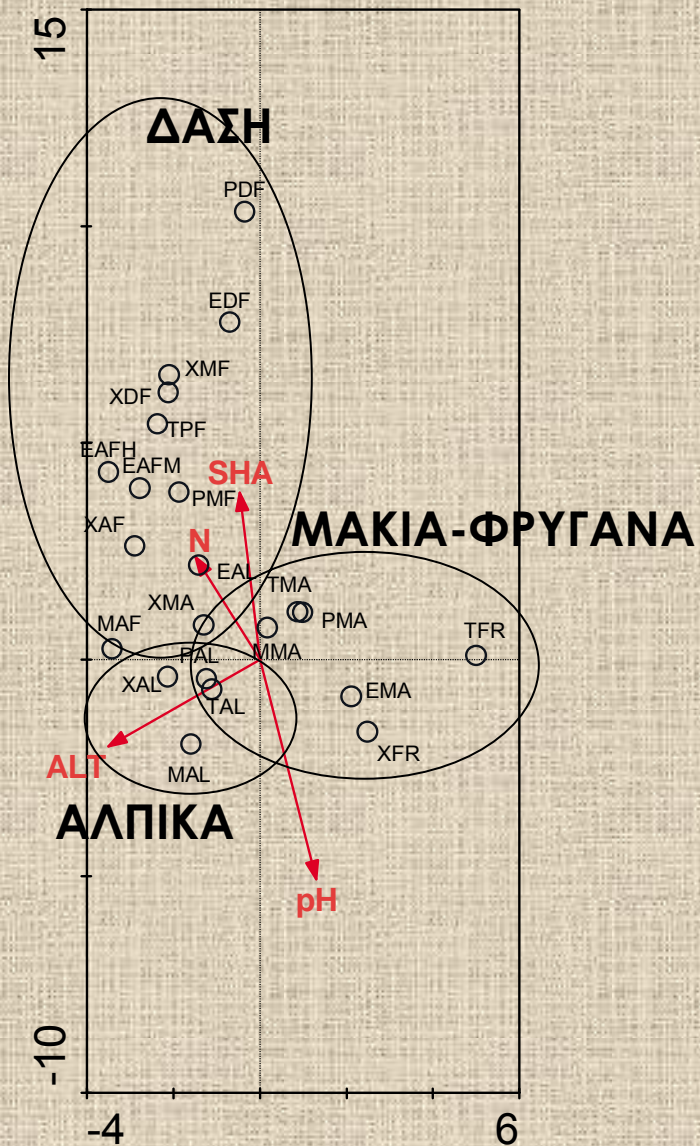 15
ΔΑΣΗ
PDF
EDF
XMF
XDF
TPF
EAFH
EAFM
SHA
PMF
ΜΑΚΙΑ-ΦΡΥΓΑΝΑ
XAF
N
EAL
TMA
XMA
PMA
MAF
TFR
MMA
PAL
XAL
EMA
TAL
XFR
ALT
MAL
ΑΛΠΙΚΑ
pH
-10
-4
6